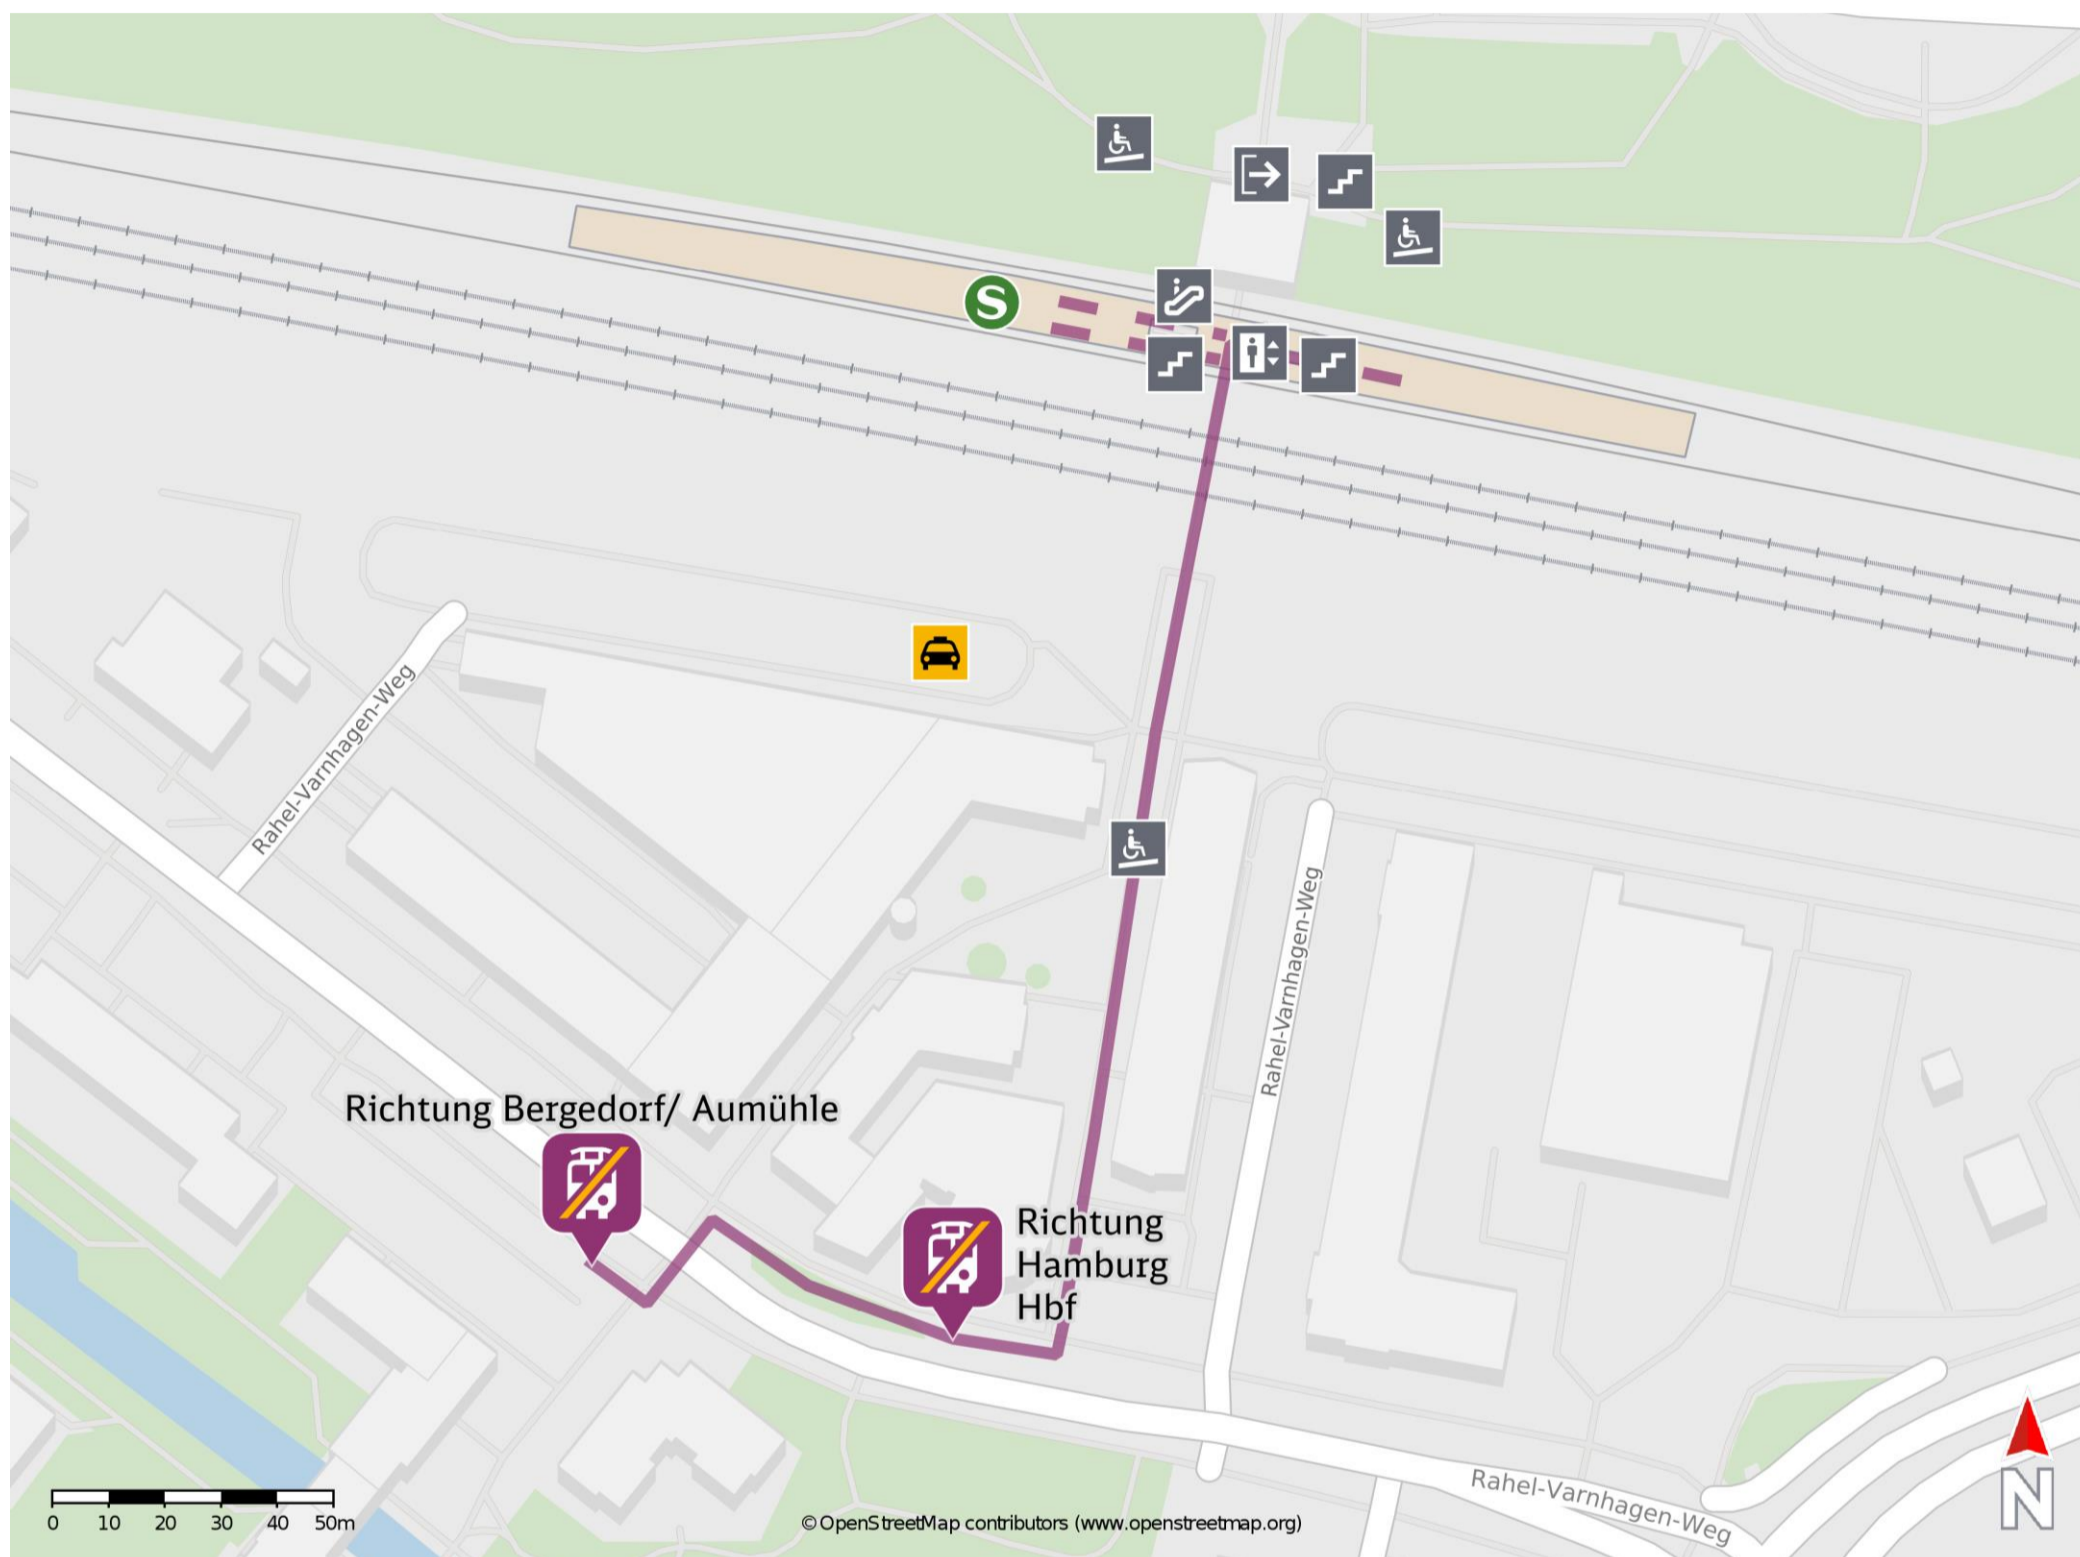 S
Rahel-Varnhagen-Weg
Rahel-Varnhagen-Weg
Richtung Bergedorf/ Aumühle
Richtung
Hamburg
Hbf
Rahel-Varnhagen-Weg
N
0 10 20 30 40 50m
© OpenStreetMap contributors (www.openstreetmap.org)